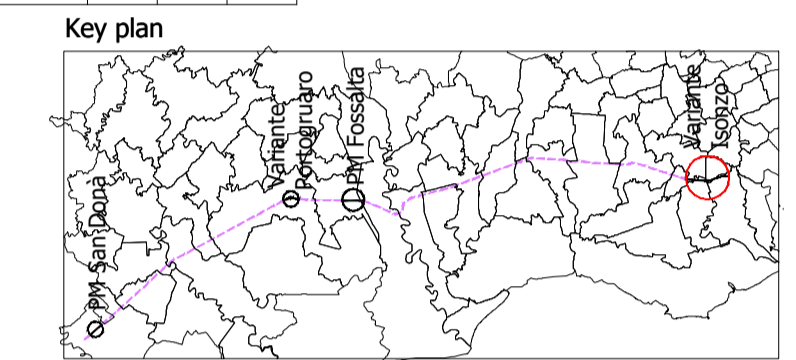 Key plan
PM San Donà
Variante
Portogruaro
PM Fossalta
Variante
Isonzo